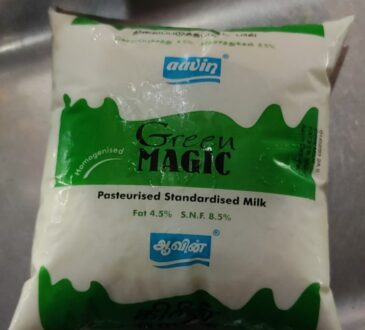 aavin®
Green
MAGIC
Homogenised
Pasteurised Standardised Milk
Fat 4.5% S.N.F. 8.5%
ஆவின்®